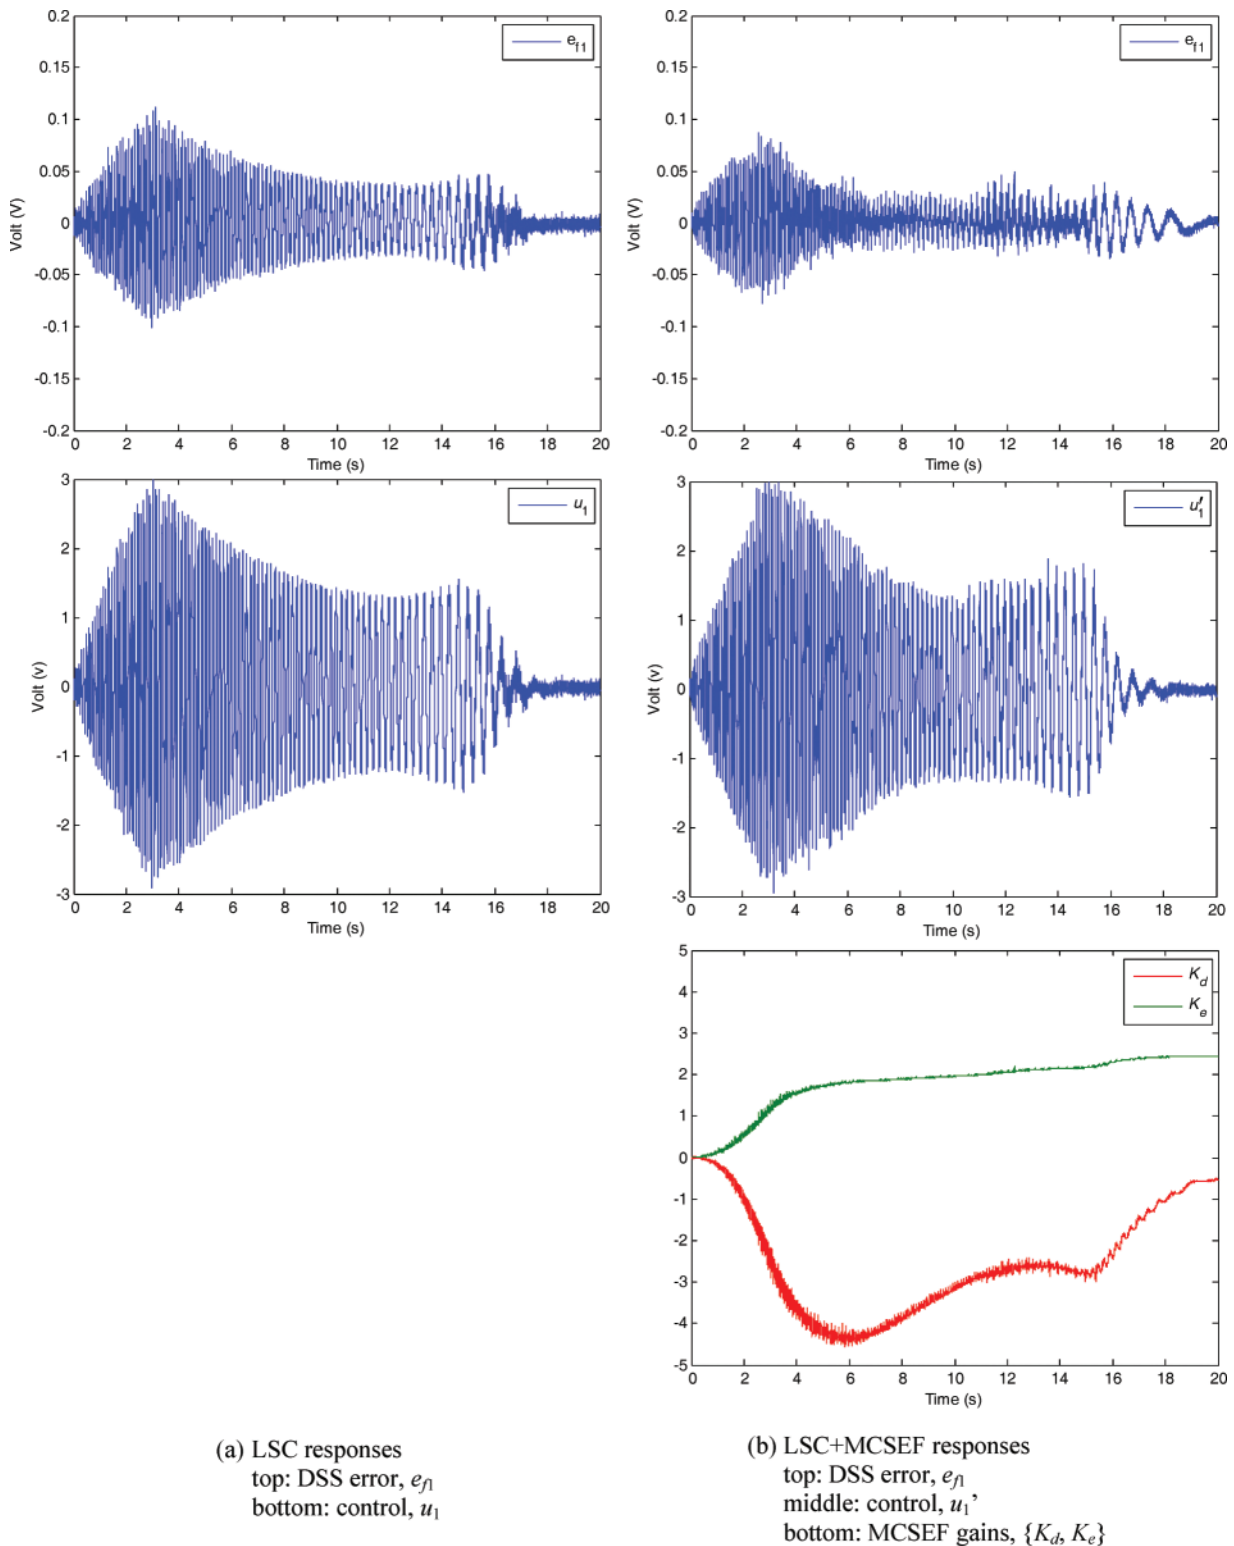 0.2
0.15
0.1
0.05
0
-0.05
-0.1
-0.15
-0.2
Volt (V)
e_f1
0 2 4 6 8 10 12 14 16 18 20
Time (s)
0.2
0.15
0.1
0.05
0
-0.05
-0.1
-0.15
-0.2
Volt (V)
e_f1
0 2 4 6 8 10 12 14 16 18 20
Time (s)
3
2
1
0
-1
-2
-3
Volt (v)
u_1
0 2 4 6 8 10 12 14 16 18 20
Time (s)
3
2
1
0
-1
-2
-3
Volt (v)
u'_1
0 2 4 6 8 10 12 14 16 18 20
Time (s)
5
4
3
2
1
0
-1
-2
-3
-4
-5
K_d
K_e
0 2 4 6 8 10 12 14 16 18 20
Time (s)
(a) LSC responses
top: DSS error, e_f1
bottom: control, u_1
(b) LSC+MCSEF responses
top: DSS error, e_f1
middle: control, u_1’
bottom: MCSEF gains, {K_d, K_e}